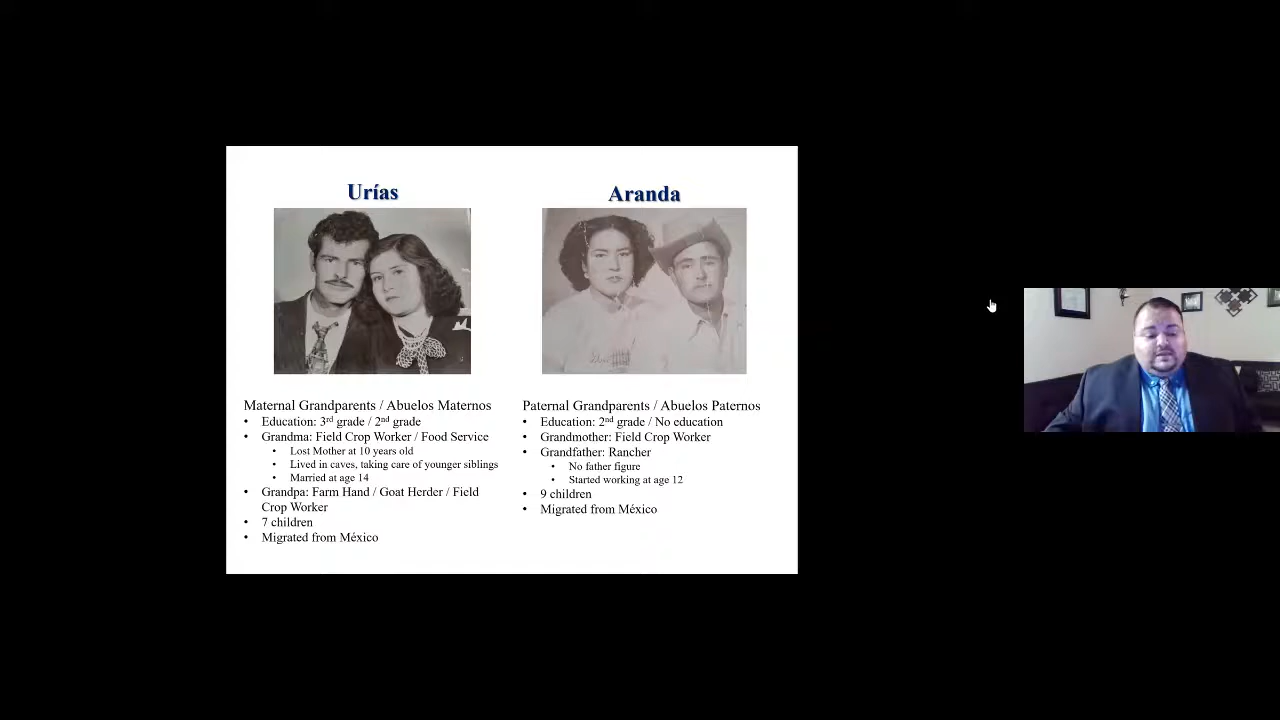 Urías
Maternal Grandparents / Abuelos Maternos
• Education: 3rd grade / 2nd grade
• Grandma: Field Crop Worker / Food Service
• Lost Mother at 10 years old
• Lived in caves, taking care of younger siblings
• Married at age 14
• Grandpa: Farm Hand / Goat Herder / Field
Crop Worker
• 7 children
• Migrated from México
Aranda
Paternal Grandparents / Abuelos Paternos
• Education: 2nd grade / No education
• Grandmother: Field Crop Worker
• Grandfather: Rancher
• No father figure
• Started working at age 12
• 9 children
• Migrated from México